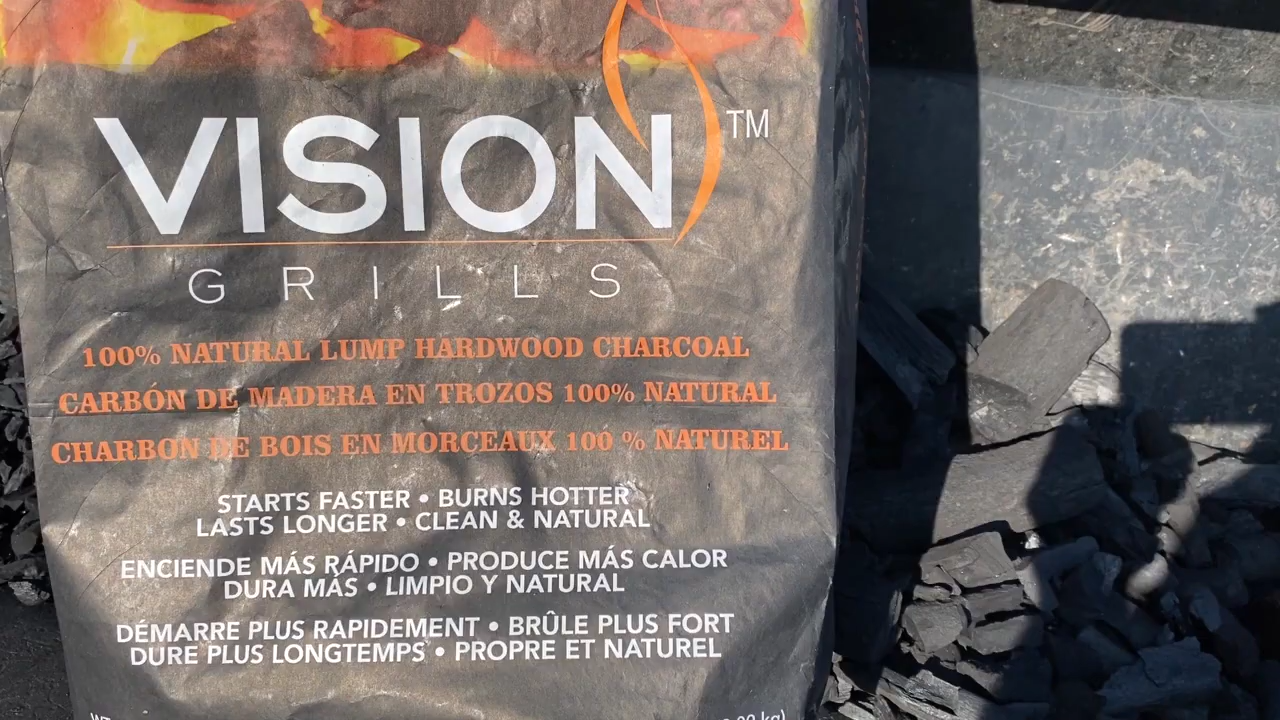 VISION™
GRILLS
100% NATURAL LUMP HARDWOOD CHARCOAL
CARBÓN DE MADERA EN TROZOS 100% NATURAL
CHARBON DE BOIS EN MORCEAUX 100 % NATUREL
STARTS FASTER • BURNS HOTTER
LASTS LONGER • CLEAN & NATURAL
ENCIENDE MÁS RÁPIDO • PRODUCE MÁS CALOR
DURA MÁS • LIMPIO Y NATURAL
DÉMARRE PLUS RAPIDEMENT • BRÛLE PLUS FORT
DURE PLUS LONGTEMPS • PROPRE ET NATUREL
kg)